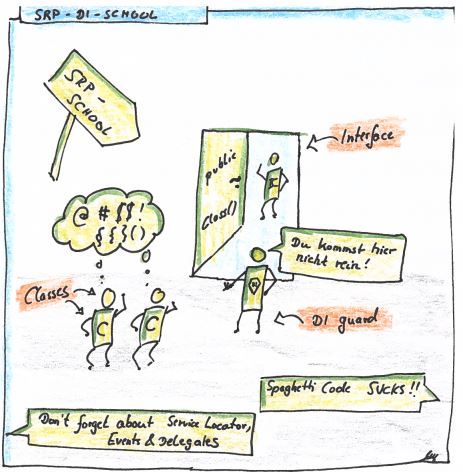 SRP - DI - SCHOOL
SRP -
SCHOOL
Interface
public
~
Class()
I
@ # § § !
{ { } ( )
Du kommst hier
nicht rein!
Classes
C
C
DI guard
Spaghetti Code SUCKS!!
Don't forget about Service Locator,
Events & Delegates